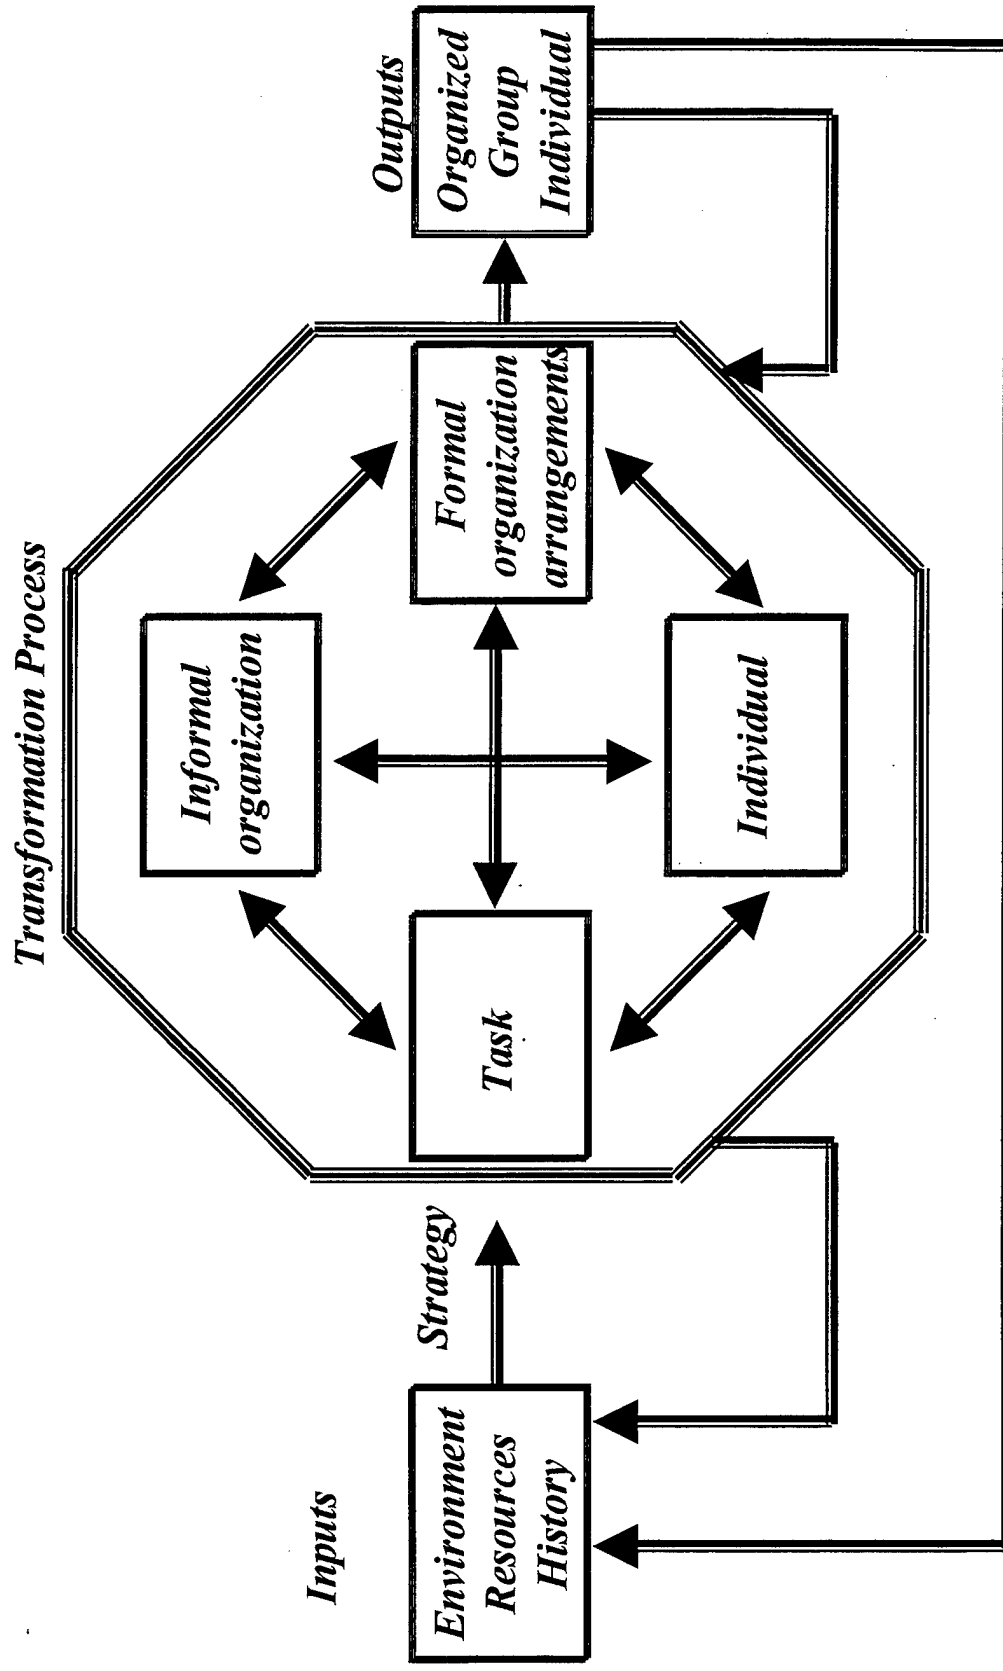 Transformation Process
Inputs
Environment
Resources
History
Strategy
Task
Informal
organization
Individual
Formal
organization
arrangements
Outputs
Organized
Group
Individual